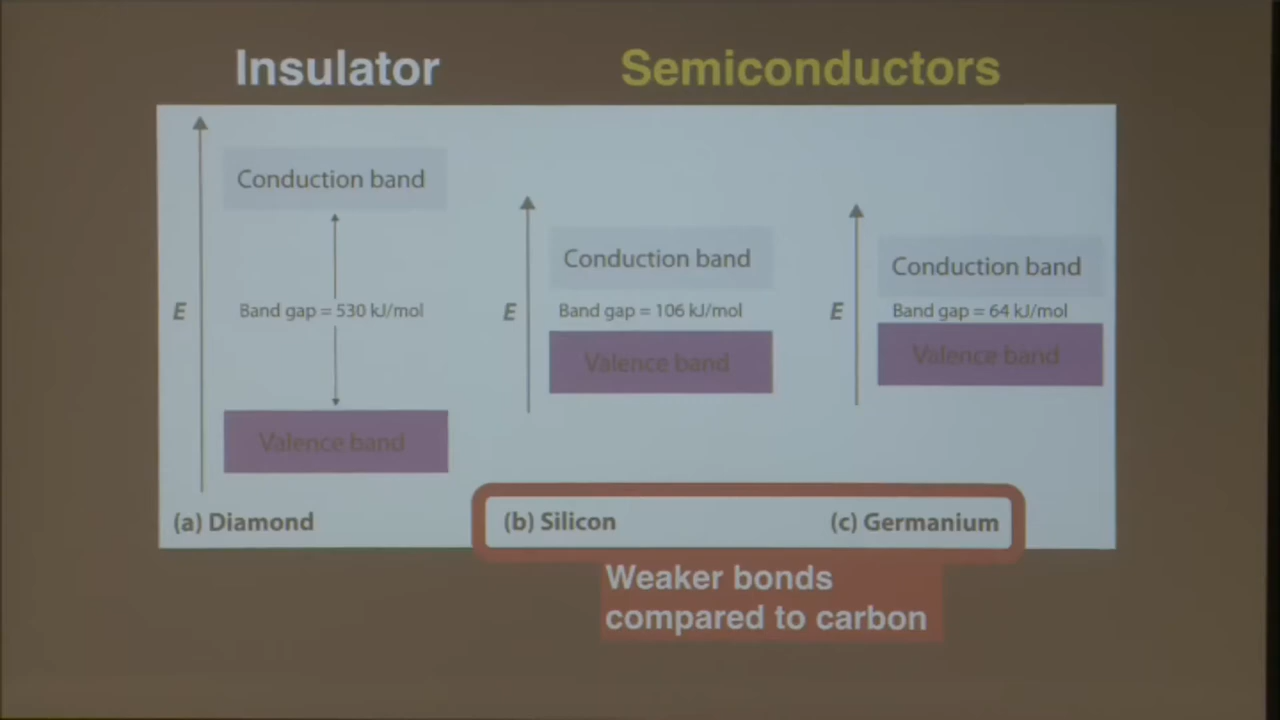 Insulator
Semiconductors
Conduction band
E
Band gap = 530 kJ/mol
Valence band
(a) Diamond
Conduction band
E
Band gap = 106 kJ/mol
Valence band
(b) Silicon
Conduction band
E
Band gap = 64 kJ/mol
Valence band
(c) Germanium
Weaker bonds
compared to carbon